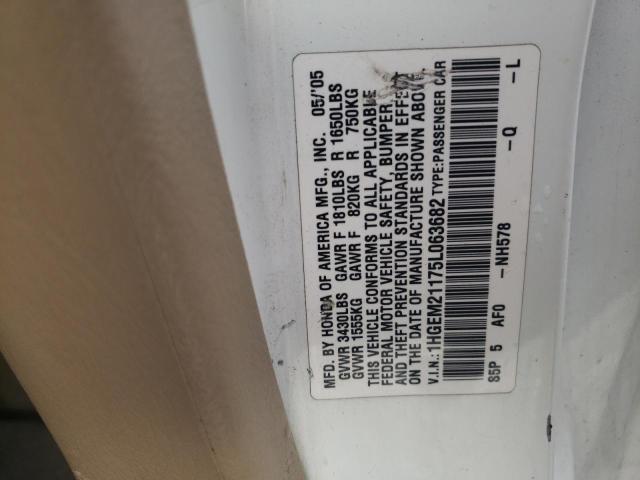 MFD. BY HONDA OF AMERICA MFG., INC. 05/'05
GVWR 3430LBS GAWR F 1810LBS R 1650LBS
GVWR 1555KG GAWR F 820KG R 750KG
THIS VEHICLE CONFORMS TO ALL APPLICABLE
FEDERAL MOTOR VEHICLE SAFETY, BUMPER,
AND THEFT PREVENTION STANDARDS IN EFFECT
ON THE DATE OF MANUFACTURE SHOWN ABOVE.
V.I.N.:1HGEM21175L063682 TYPE:PASSENGER CAR
S5P 5 AF0 -NH578 -Q -L